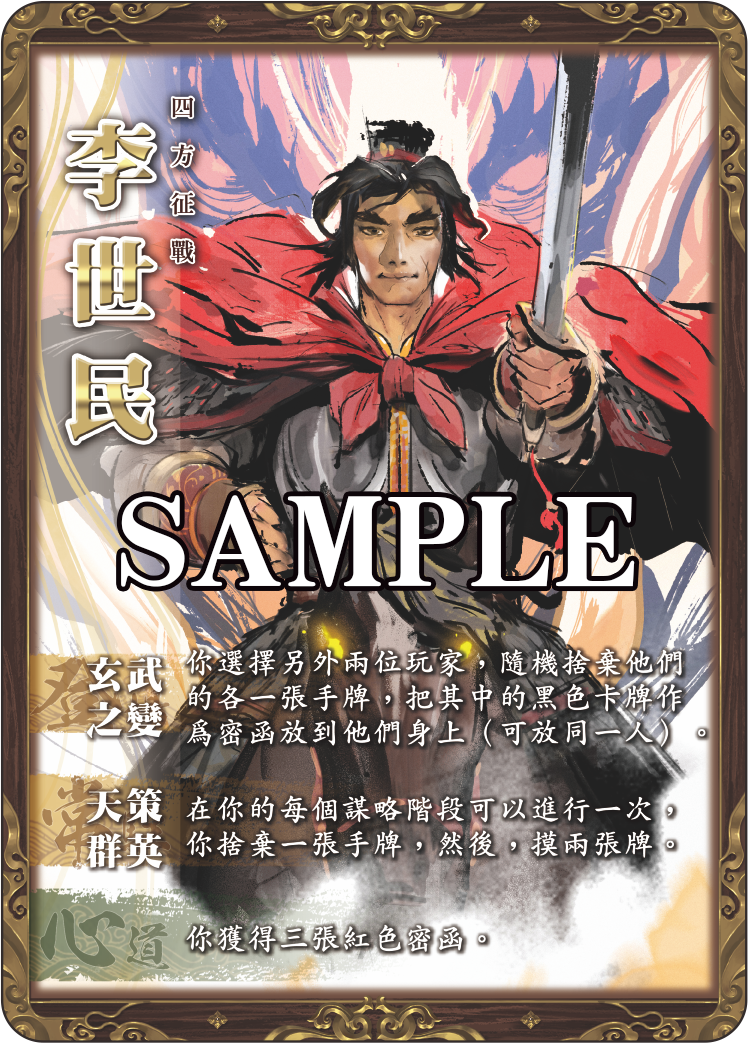 四方征戰
李世民
SAMPLE
登
玄武之變
你選擇另外兩位玩家，隨機捨棄他們
的各一張手牌，把其中的黑色卡牌作
爲密函放到他們身上（可放同一人）。
常
天策群英
在你的每個謀略階段可以進行一次，
你捨棄一張手牌，然後，摸兩張牌。
心道
你獲得三張紅色密函。